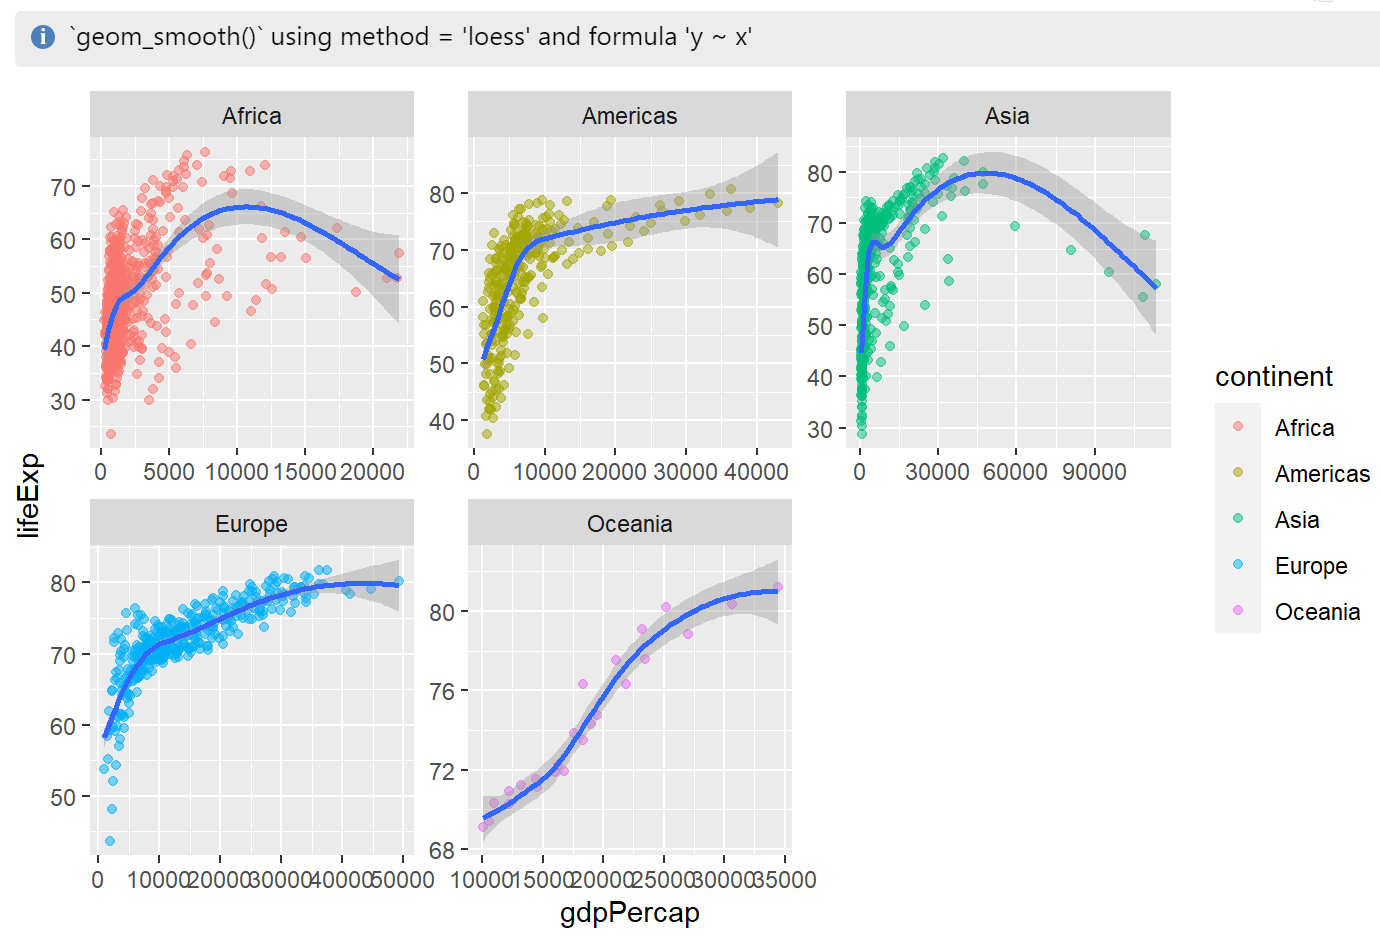 `geom_smooth()` using method = 'loess' and formula 'y ~ x'
Africa
Americas
Asia
70
60
50
40
30
80
70
60
50
40
80
70
60
50
40
30
0 5000 10000 15000 20000
0 10000 20000 30000 40000
0 30000 60000 90000
lifeExp
Europe
Oceania
80
70
60
50
80
76
72
68
0 10000 20000 30000 40000 50000
10000 15000 20000 25000 30000 35000
gdpPercap
continent
Africa
Americas
Asia
Europe
Oceania